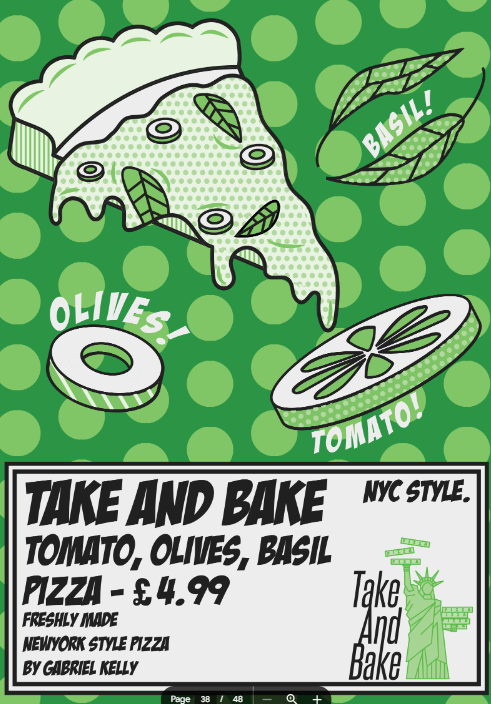 BASIL!
OLIVES!
TOMATO!
TAKE AND BAKE
NYC STYLE.
TOMATO, OLIVES, BASIL
PIZZA - £4.99
FRESHLY MADE
NEWYORK STYLE PIZZA
BY GABRIEL KELLY
Take
And
Bake
Page 38 / 48